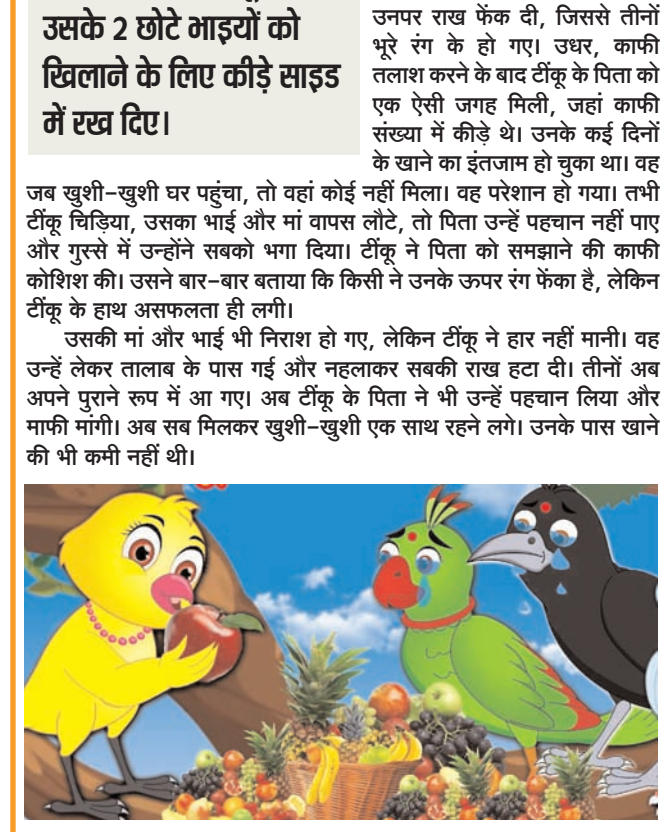 उसके 2 छोटे भाइयों को
खिलाने के लिए कीड़े साइड
में रख दिए।
उनपर राख फेंक दी, जिससे तीनों
भूरे रंग के हो गए। उधर, काफी
तलाश करने के बाद टींकू के पिता को
एक ऐसी जगह मिली, जहां काफी
संख्या में कीड़े थे। उनके कई दिनों
के खाने का इंतजाम हो चुका था। वह
जब खुशी-खुशी घर पहुंचा, तो वहां कोई नहीं मिला। वह परेशान हो गया। तभी
टींकू चिड़िया, उसका भाई और मां वापस लौटे, तो पिता उन्हें पहचान नहीं पाए
और गुस्से में उन्होंने सबको भगा दिया। टींकू ने पिता को समझाने की काफी
कोशिश की। उसने बार-बार बताया कि किसी ने उनके ऊपर रंग फेंका है, लेकिन
टींकू के हाथ असफलता ही लगी।
उसकी मां और भाई भी निराश हो गए, लेकिन टींकू ने हार नहीं मानी। वह
उन्हें लेकर तालाब के पास गई और नहलाकर सबकी राख हटा दी। तीनों अब
अपने पुराने रूप में आ गए। अब टींकू के पिता ने भी उन्हें पहचान लिया और
माफी मांगी। अब सब मिलकर खुशी-खुशी एक साथ रहने लगे। उनके पास खाने
की भी कमी नहीं थी।